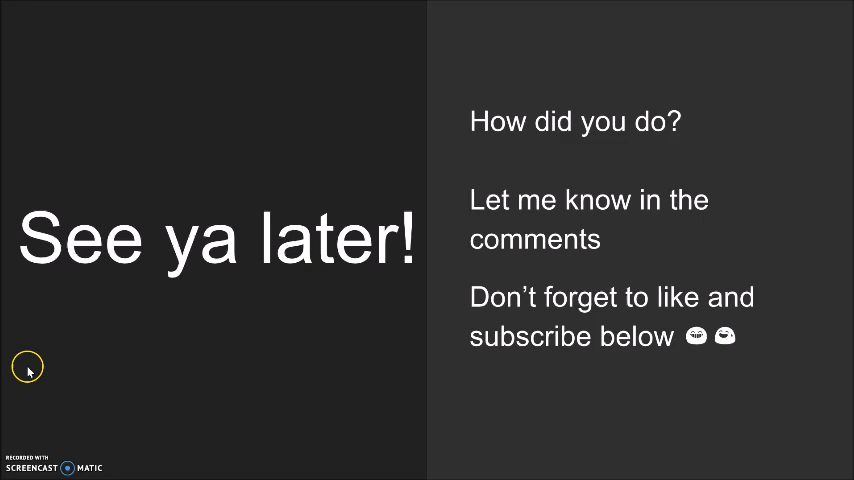 See ya later!
How did you do?
Let me know in the
comments
Don’t forget to like and
subscribe below
RECORDED WITH
SCREENCAST MATIC